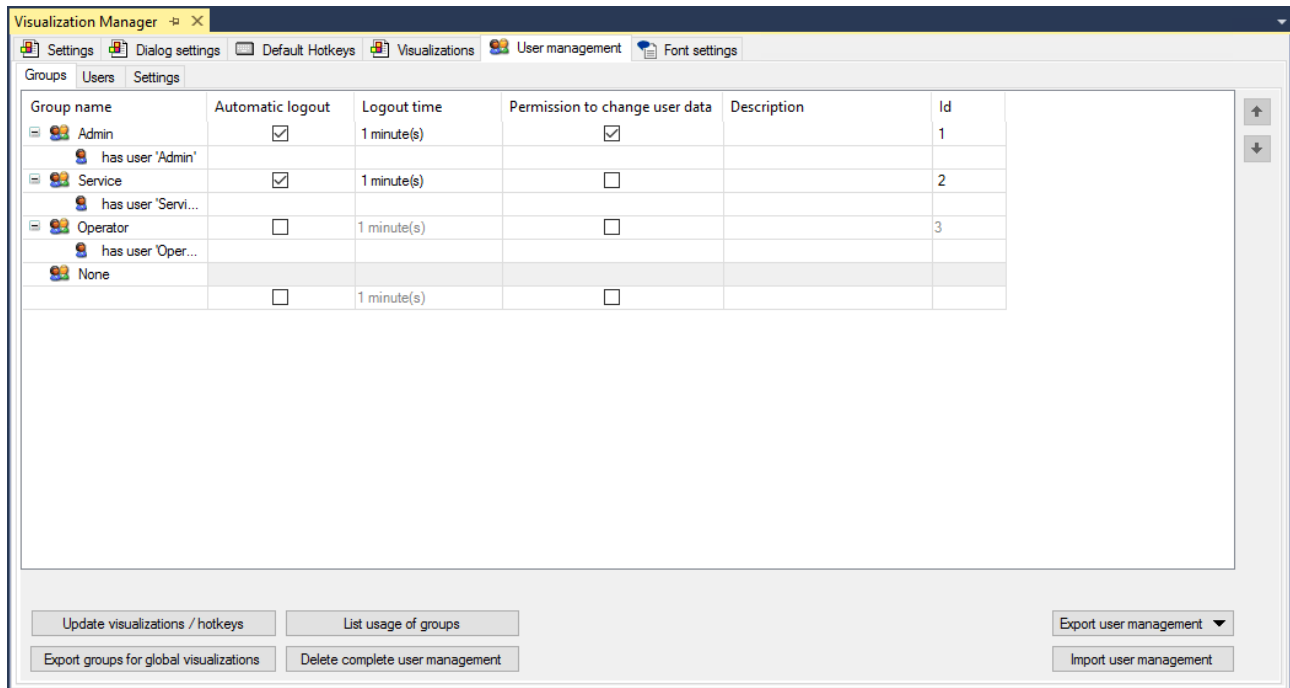 Visualization Manager
Settings Dialog settings Default Hotkeys Visualizations User management Font settings
Groups Users Settings
Group name Automatic logout Logout time Permission to change user data Description Id
Admin 1 minute(s) 1
has user 'Admin'
Service 1 minute(s) 2
has user 'Servi...
Operator 1 minute(s) 3
has user 'Oper...
None
1 minute(s)
Update visualizations / hotkeys List usage of groups Export user management
Export groups for global visualizations Delete complete user management Import user management